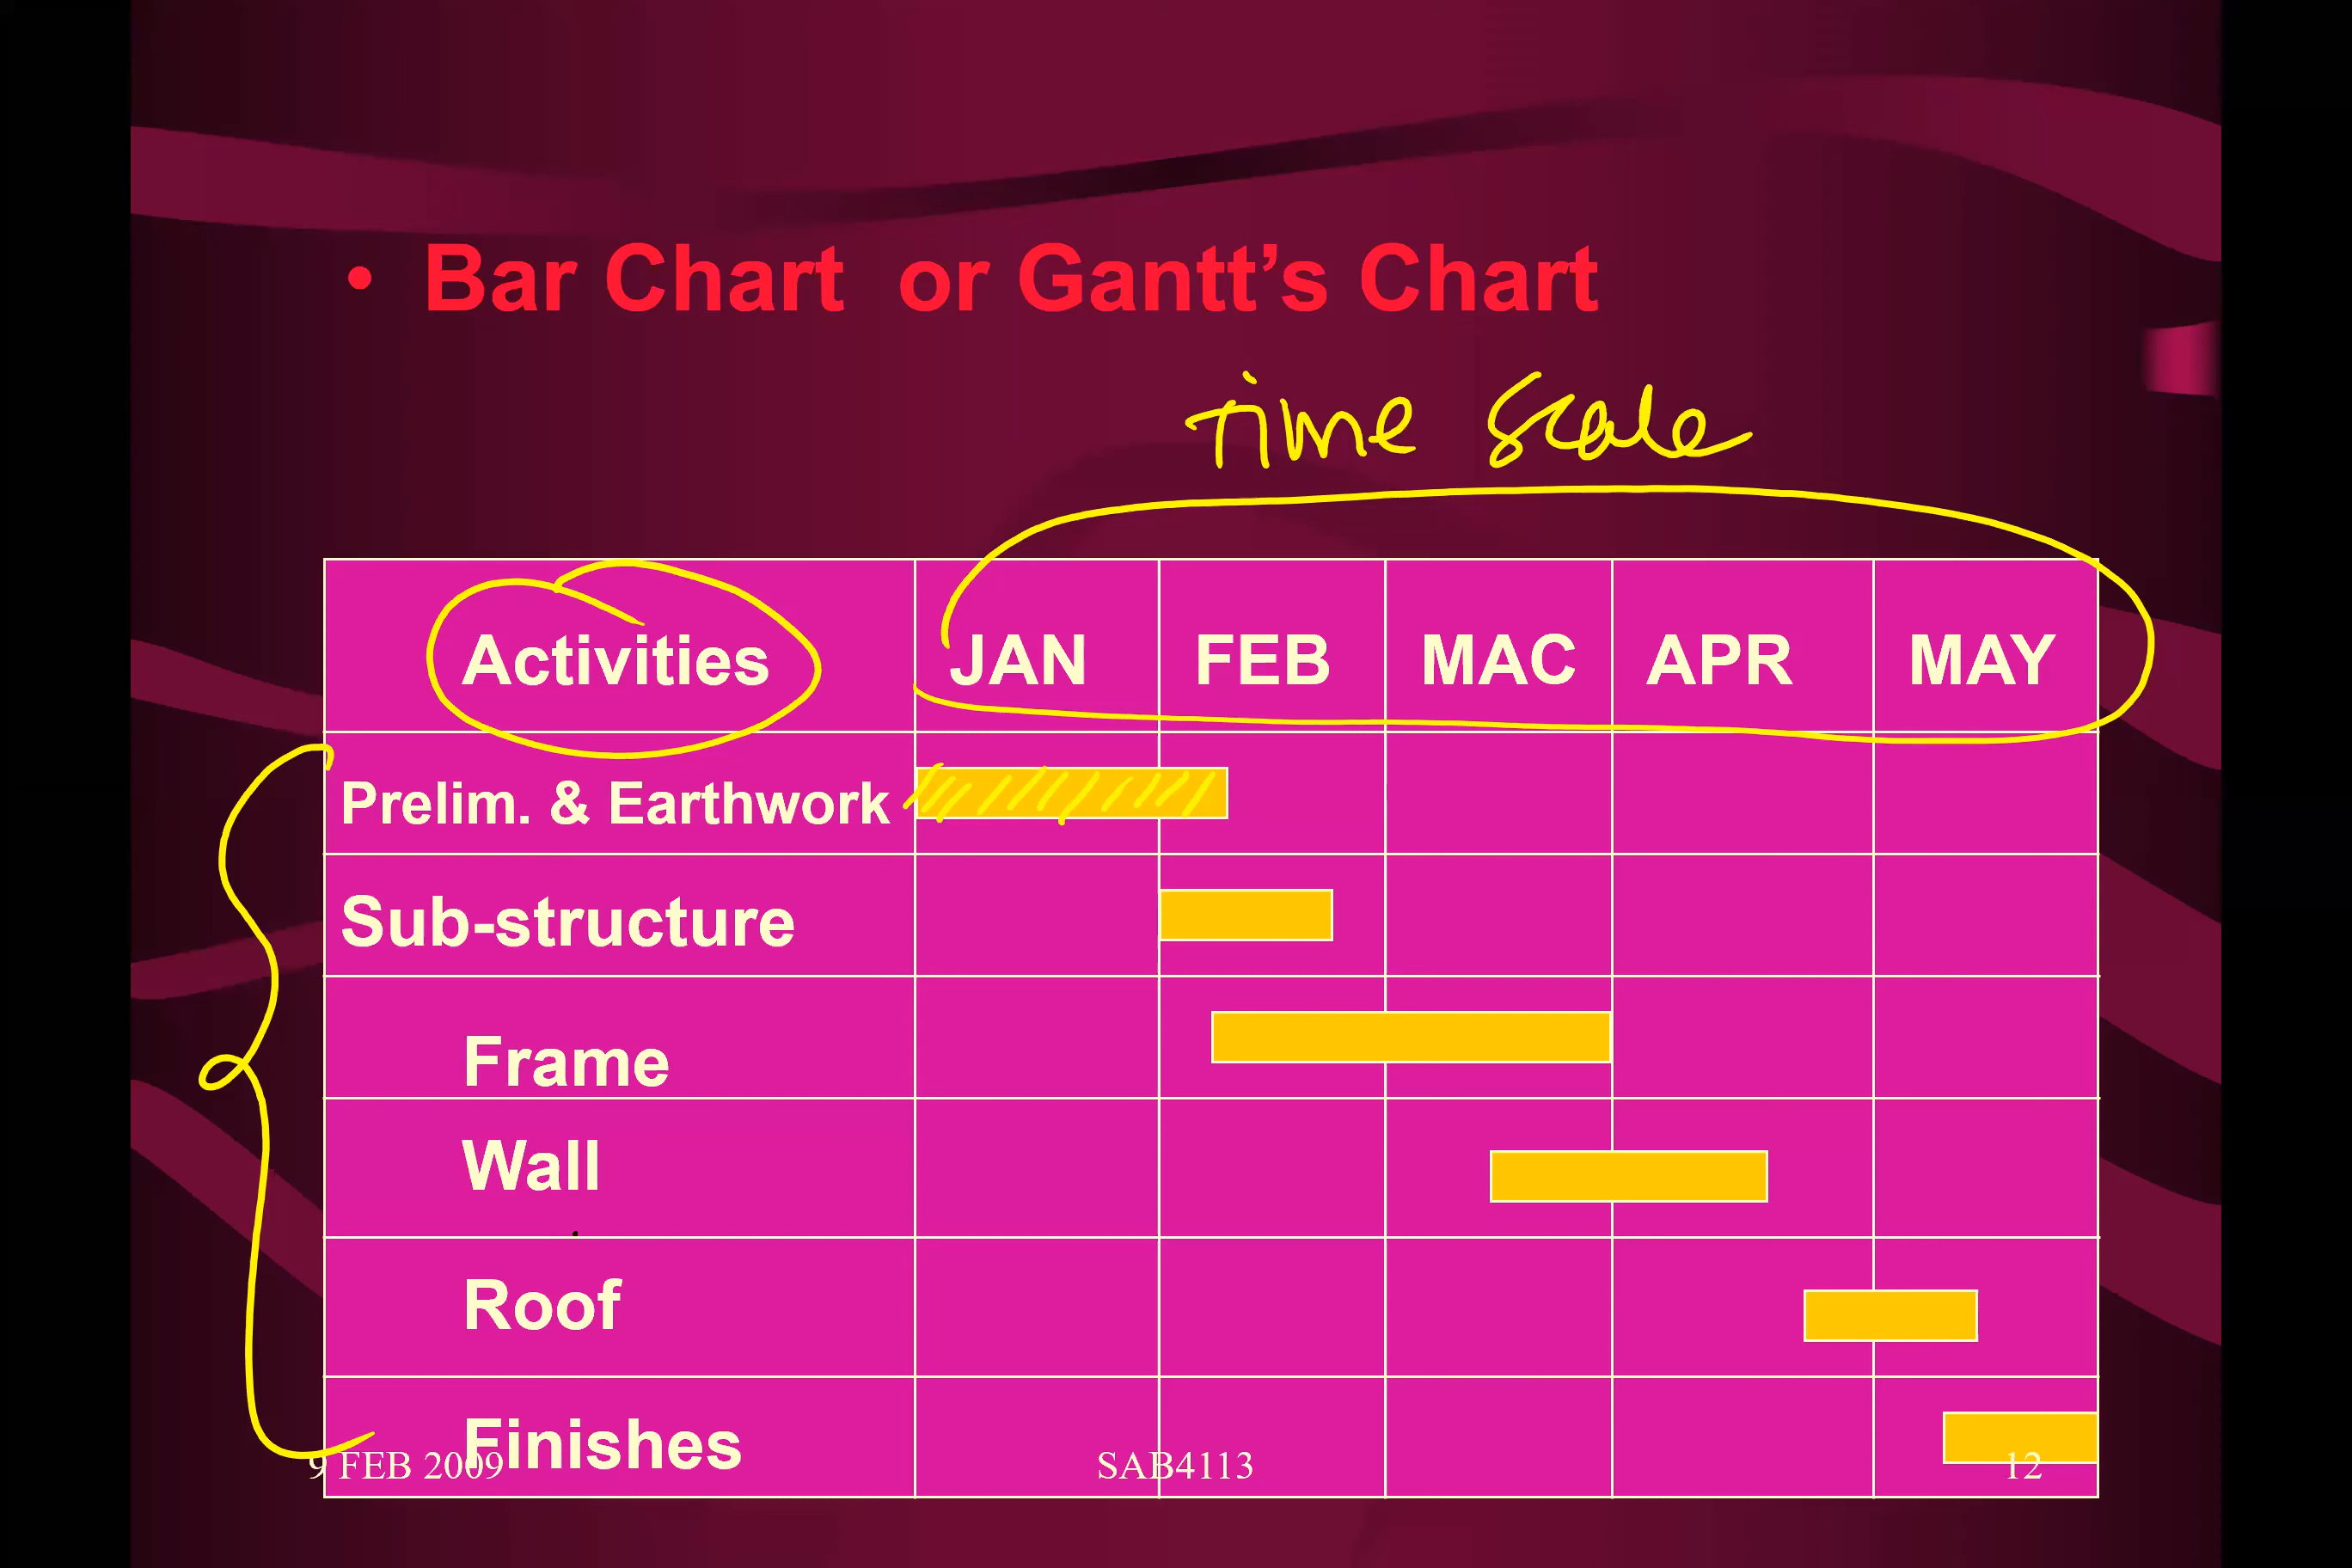 • Bar Chart or Gantt’s Chart
Time Scale
Activities JAN FEB MAC APR MAY
Prelim. & Earthwork
Sub-structure
Frame
Wall
Roof
Finishes
9 FEB 2009 SAB4113 12